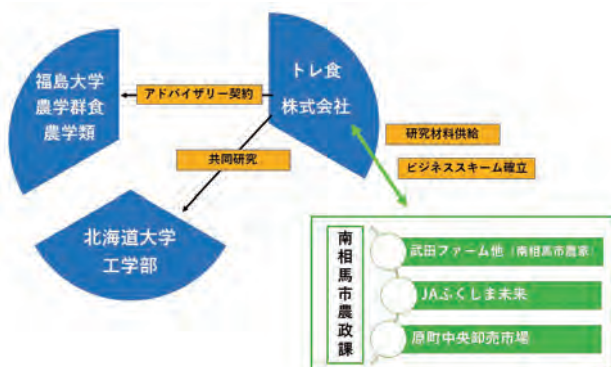 福島大学
農学群食
農学類
アドバイザリー契約
トレ食
株式会社
研究材料供給
ビジネススキーム確立
共同研究
北海道大学
工学部
南相馬市農政課
武田ファーム他（南相馬市農家）
JAふくしま未来
原町中央卸売市場